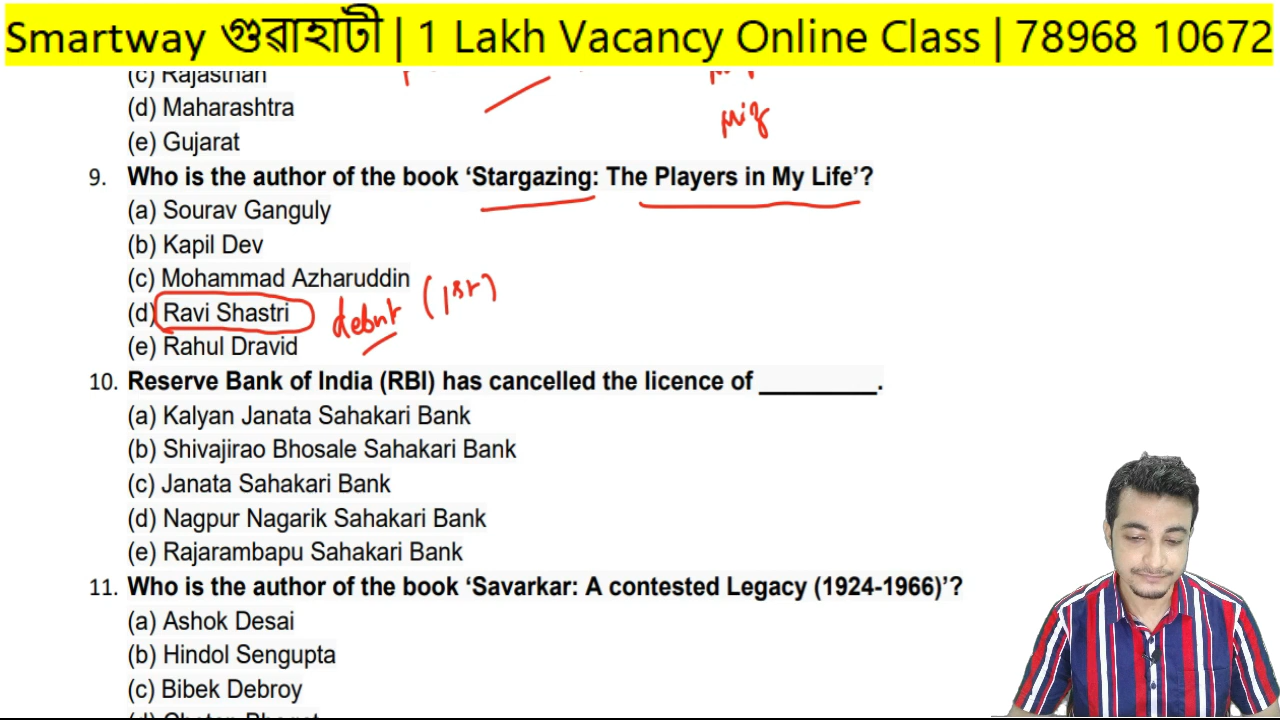 Smartway গুৱাহাটী | 1 Lakh Vacancy Online Class | 78968 10672
(c) Rajasthan
(d) Maharashtra
miz
(e) Gujarat
9. Who is the author of the book ‘Stargazing: The Players in My Life’?
(a) Sourav Ganguly
(b) Kapil Dev
(c) Mohammad Azharuddin
(d) Ravi Shastri debut (1st)
(e) Rahul Dravid
10. Reserve Bank of India (RBI) has cancelled the licence of _________.
(a) Kalyan Janata Sahakari Bank
(b) Shivajirao Bhosale Sahakari Bank
(c) Janata Sahakari Bank
(d) Nagpur Nagarik Sahakari Bank
(e) Rajarambapu Sahakari Bank
11. Who is the author of the book ‘Savarkar: A contested Legacy (1924-1966)’?
(a) Ashok Desai
(b) Hindol Sengupta
(c) Bibek Debroy